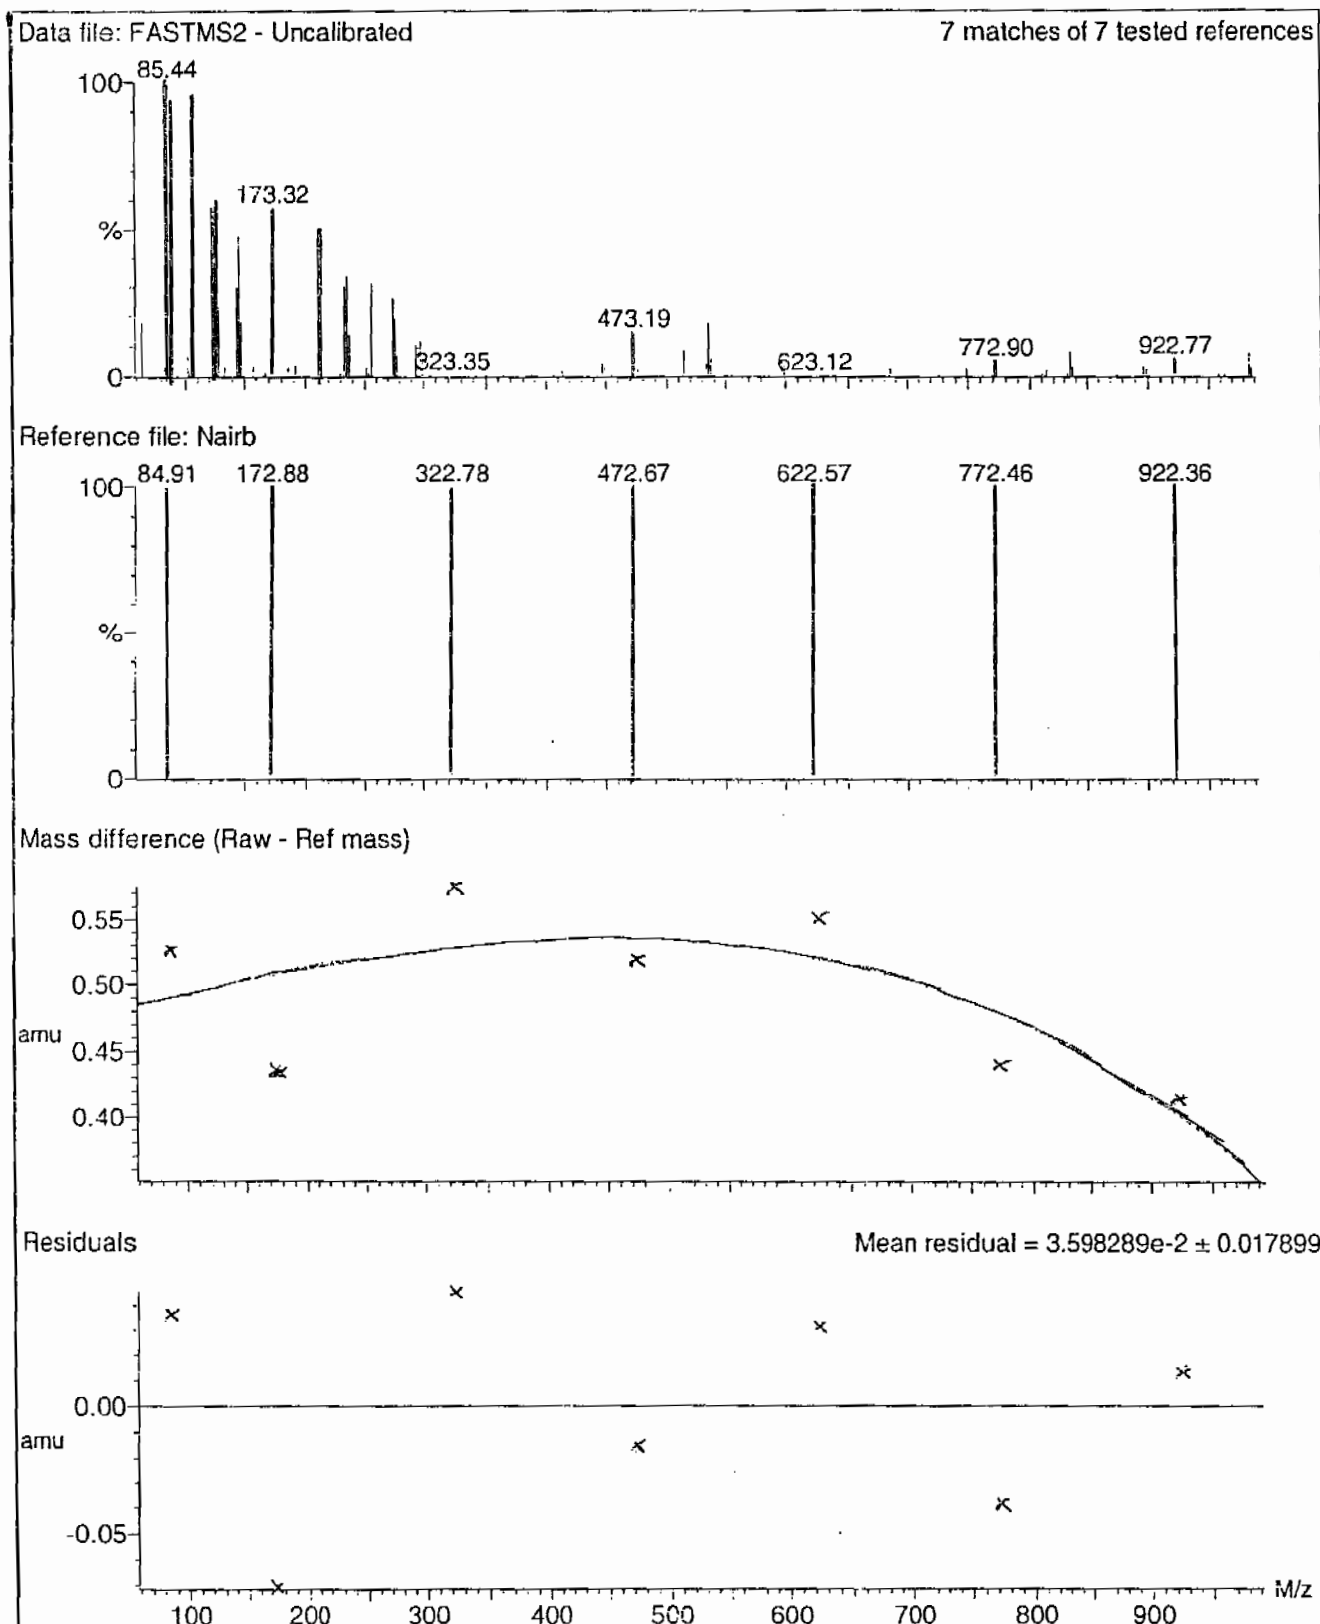 Data file: FASTMS2 - Uncalibrated 7 matches of 7 tested references
85.44
100
173.32
%
473.19
323.35 623.12 772.90 922.77
0
Reference file: Nairb
84.91 172.88 322.78 472.67 622.57 772.46 922.36
100
%
0
Mass difference (Raw - Ref mass)
0.55
0.50
amu
0.45
0.40
Residuals Mean residual = 3.598289e-2 ± 0.017899
0.00
amu
-0.05
M/z
100 200 300 400 500 600 700 800 900